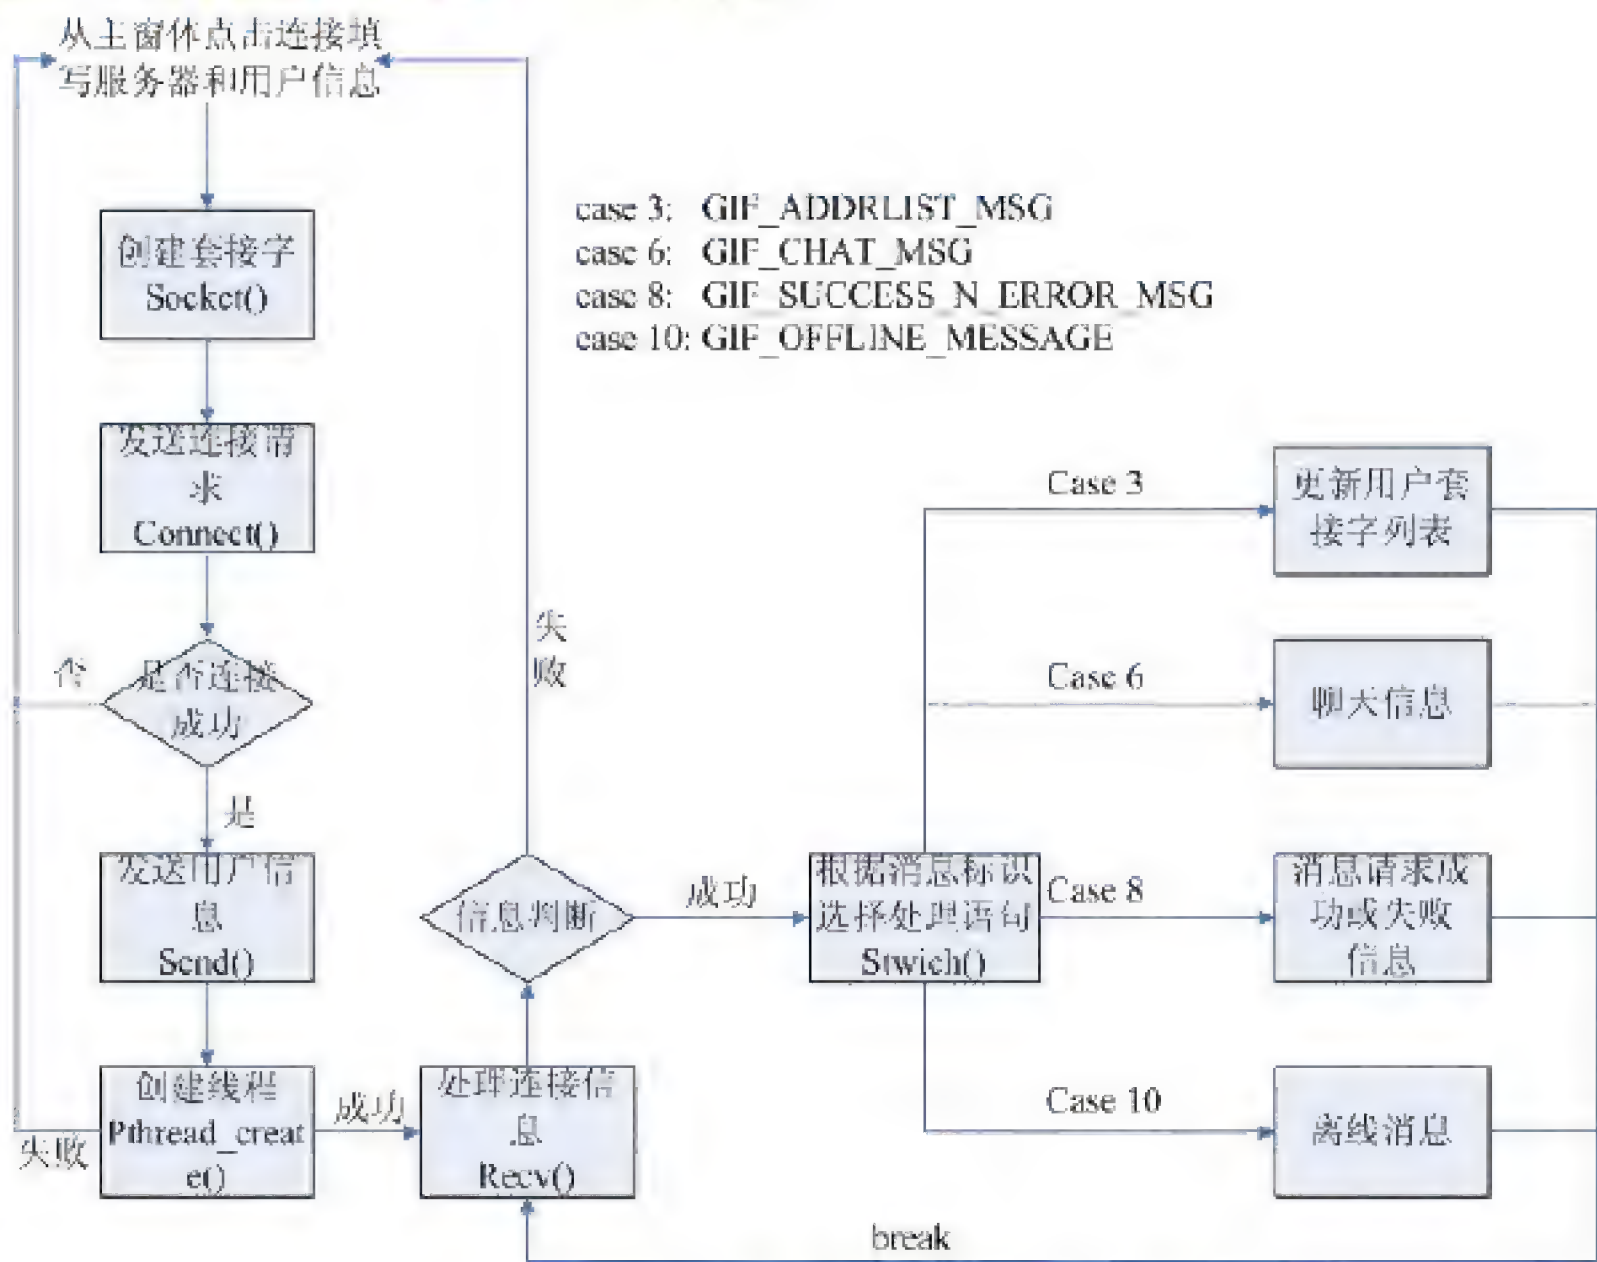 从主窗体点击连接填
写服务器和用户信息
创建套接字
Socket()
发送连接请
求
Connect()
否
是否连接
成功
是
发送用户信
息
Send()
创建线程
Pthread_creat
e()
失败
成功
处理连接信
息
Recv()
信息判断
失
败
成功
case 3: GIF_ADDRLIST_MSG
case 6: GIF_CHAT_MSG
case 8: GIF_SUCCESS_N_ERROR_MSG
case 10: GIF_OFFLINE_MESSAGE
根据消息标识
选择处理语句
Stwich()
Case 3
更新用户套
接字列表
Case 6
聊天信息
Case 8
消息请求成
功或失败
信息
Case 10
离线消息
break